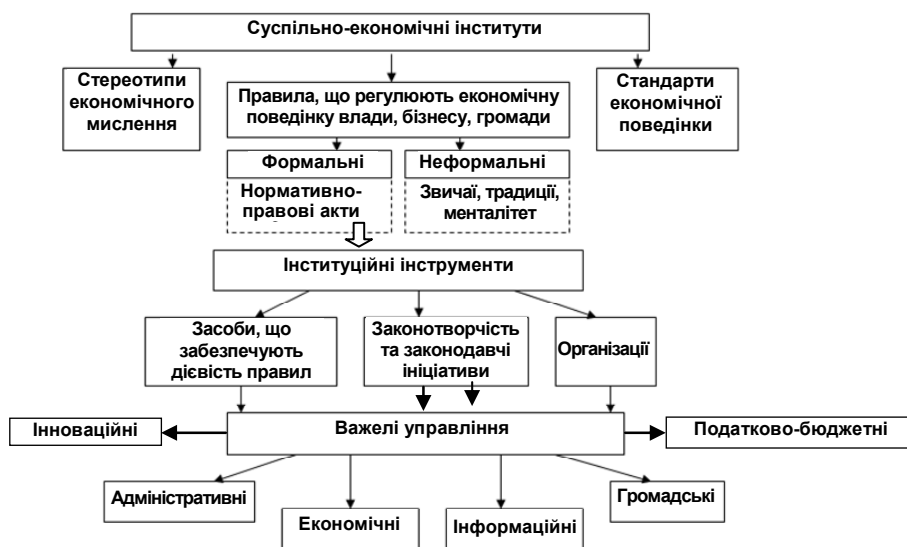 Суспільно-економічні інститути
Стереотипи
економічного
мислення
Правила, що регулюють економічну
поведінку влади, бізнесу, громади
Стандарти
економічної
поведінки
Формальні
Неформальні
Нормативно-
правові акти
Звичаї, традиції,
менталітет
Інституційні інструменти
Засоби, що
забезпечують
дієвість правил
Законотворчість
та законодавчі
ініціативи
Організації
Інноваційні
Важелі управління
Податково-бюджетні
Адміністративні
Економічні
Інформаційні
Громадські